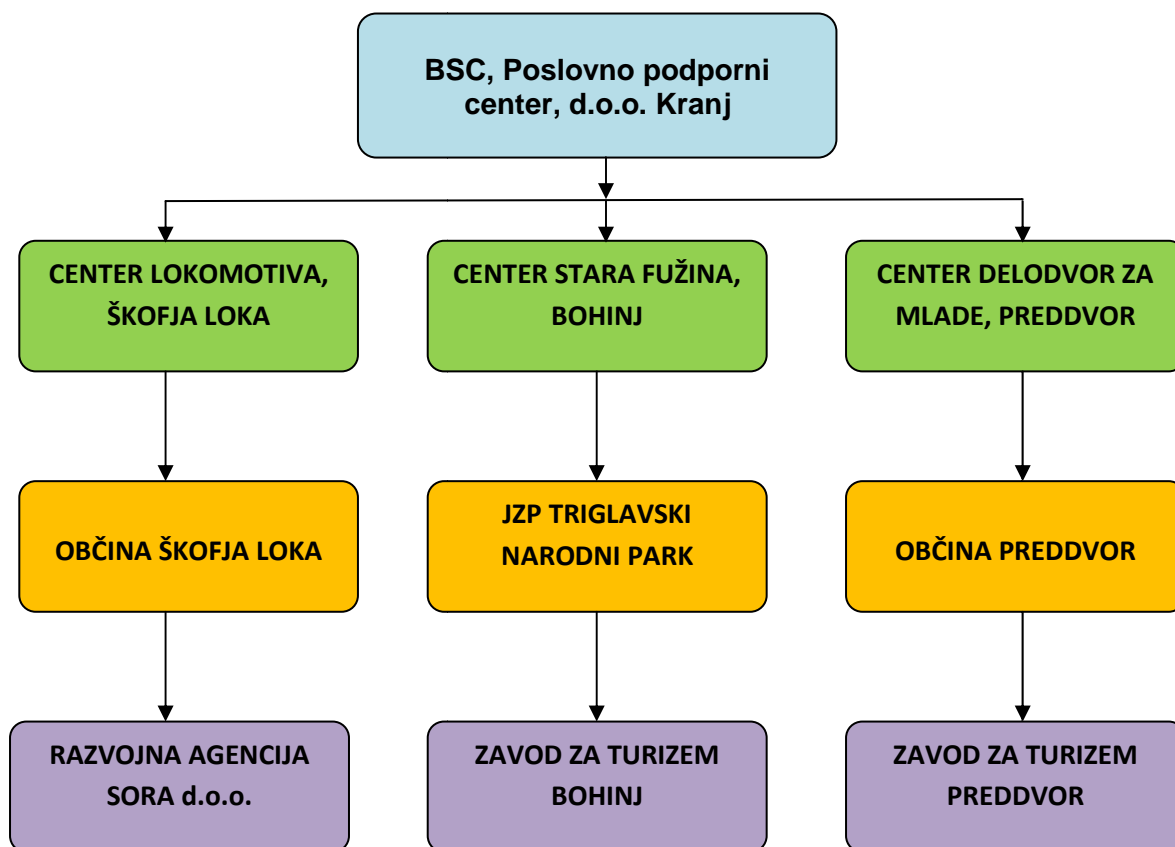 BSC, Poslovno podporni
center, d.o.o. Kranj
CENTER LOKOMOTIVA,
ŠKOFJA LOKA
CENTER STARA FUŽINA,
BOHINJ
CENTER DELODVOR ZA
MLADE, PREDDVOR
OBČINA ŠKOFJA LOKA
JZP TRIGLAVSKI
NARODNI PARK
OBČINA PREDDVOR
RAZVOJNA AGENCIJA
SORA d.o.o.
ZAVOD ZA TURIZEM
BOHINJ
ZAVOD ZA TURIZEM
PREDDVOR